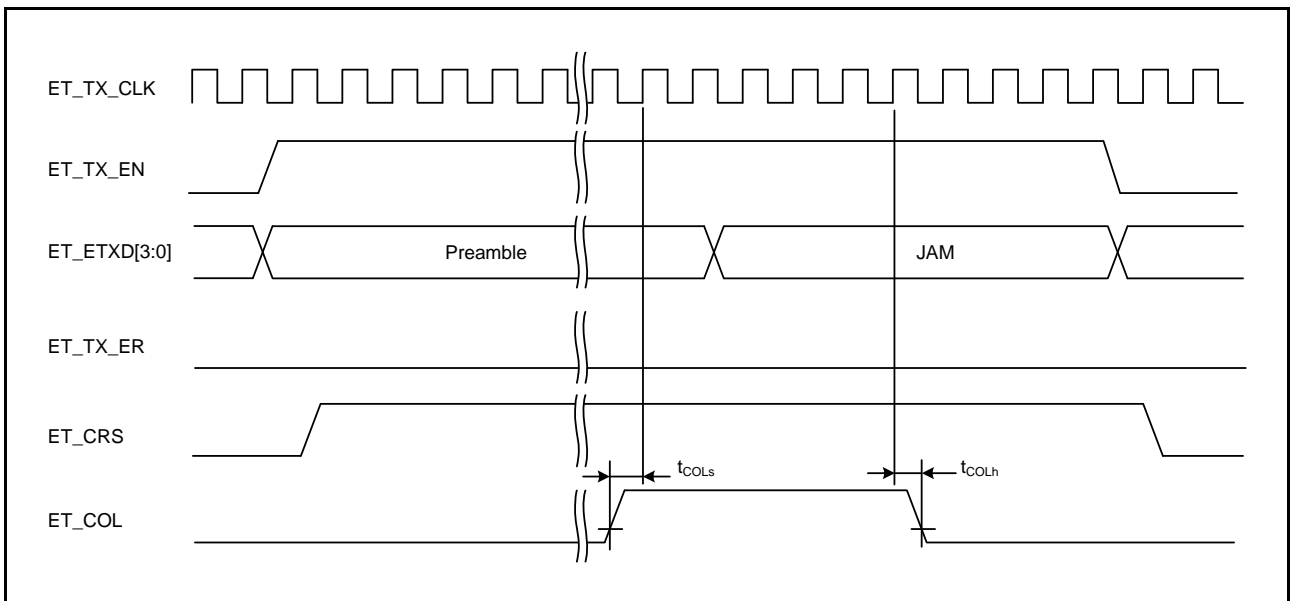 ET_TX_CLK
ET_TX_EN
ET_ETXD[3:0]
Preamble
JAM
ET_TX_ER
ET_CRS
tCOLs
tCOLh
ET_COL